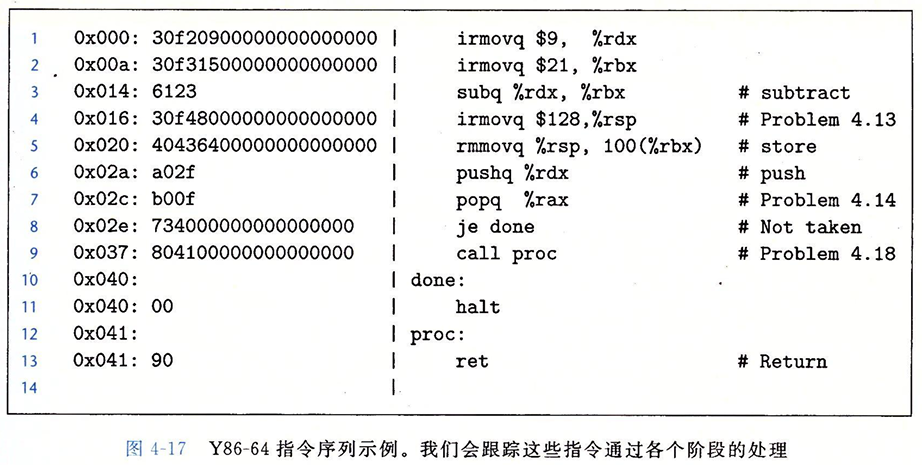 1 0x000: 30f20900000000000000 | irmovq $9, %rdx
2 0x00a: 30f31500000000000000 | irmovq $21, %rbx
3 0x014: 6123 | subq %rdx, %rbx # subtract
4 0x016: 30f48000000000000000 | irmovq $128,%rsp # Problem 4.13
5 0x020: 40436400000000000000 | rmmovq %rsp, 100(%rbx) # store
6 0x02a: a02f | pushq %rdx # push
7 0x02c: b00f | popq %rax # Problem 4.14
8 0x02e: 734000000000000000 | je done # Not taken
9 0x037: 804100000000000000 | call proc # Problem 4.18
10 0x040: | done:
11 0x040: 00 | halt
12 0x041: | proc:
13 0x041: 90 | ret # Return
14 |
图 4-17 Y86-64 指令序列示例。我们会跟踪这些指令通过各个阶段的处理